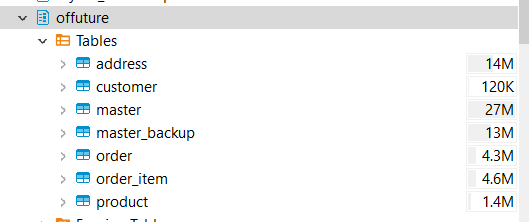 offuture
Tables
address 14M
customer 120K
master 27M
master_backup 13M
order 4.3M
order_item 4.6M
product 1.4M